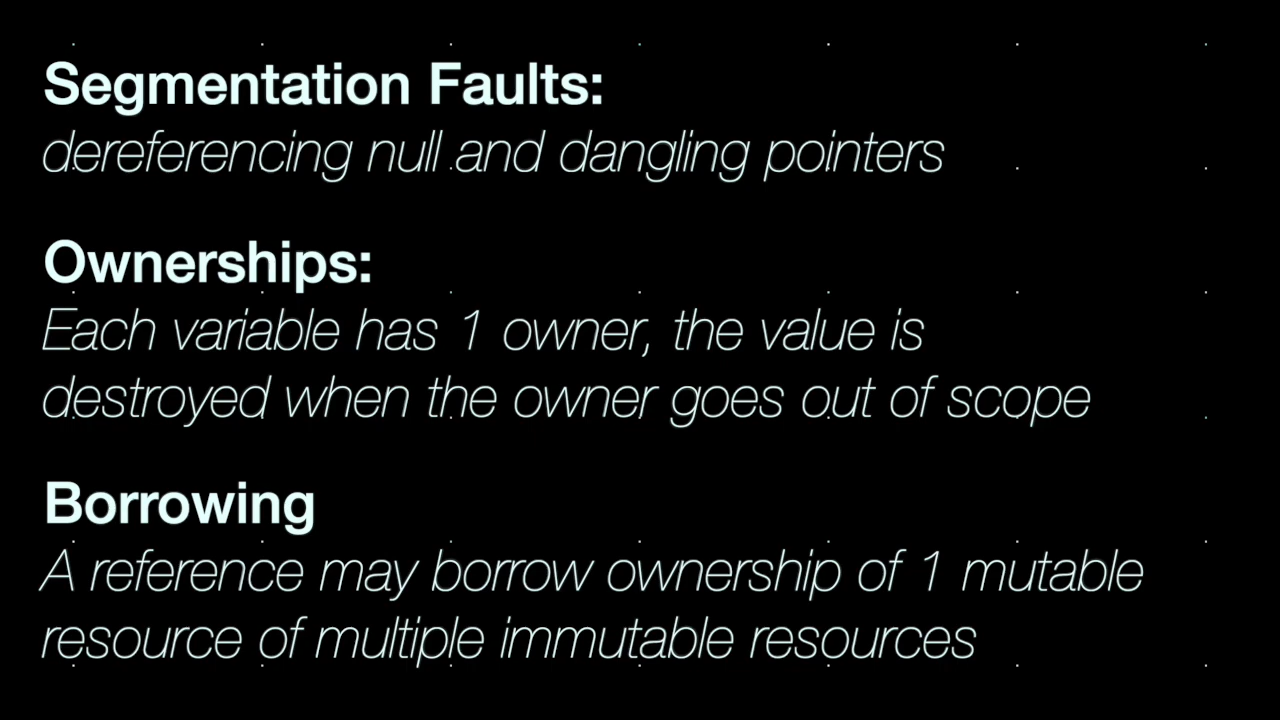 Segmentation Faults:
dereferencing null and dangling pointers
Ownerships:
Each variable has 1 owner, the value is
destroyed when the owner goes out of scope
Borrowing
A reference may borrow ownership of 1 mutable
resource of multiple immutable resources